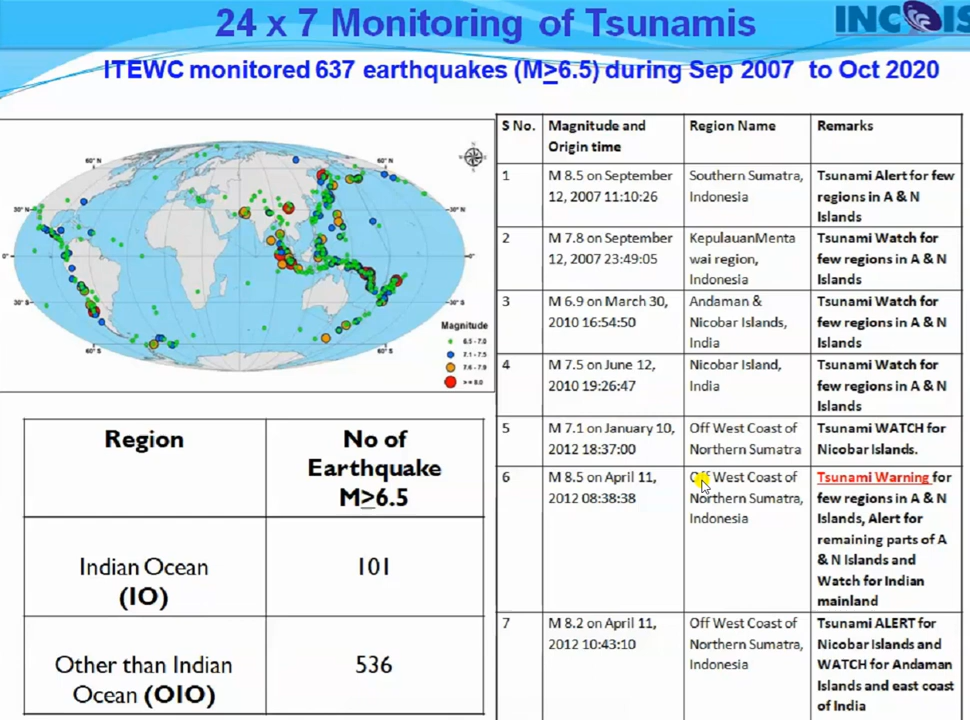 24 x 7 Monitoring of Tsunamis
INCOIS
ITEWC monitored 637 earthquakes (M≥6.5) during Sep 2007 to Oct 2020
60° N
60° N
30° N
30° N
0°
0°
30° S
30° S
60° S
60° S
Magnitude
6.5 - 7.0
7.1 - 7.5
7.6 - 7.9
>= 8.0
Region
No of
Earthquake
M≥6.5
Indian Ocean
(IO)
101
Other than Indian
Ocean (OIO)
536
S No.
Magnitude and
Origin time
Region Name
Remarks
1
M 8.5 on September
12, 2007 11:10:26
Southern Sumatra,
Indonesia
Tsunami Alert for few
regions in A & N
Islands
2
M 7.8 on September
12, 2007 23:49:05
KepulauanMenta
wai region,
Indonesia
Tsunami Watch for
few regions in A & N
Islands
3
M 6.9 on March 30,
2010 16:54:50
Andaman &
Nicobar Islands,
India
Tsunami Watch for
few regions in A & N
Islands
4
M 7.5 on June 12,
2010 19:26:47
Nicobar Island,
India
Tsunami Watch for
few regions in A & N
Islands
5
M 7.1 on January 10,
2012 18:37:00
Off West Coast of
Northern Sumatra
Tsunami WATCH for
Nicobar Islands.
6
M 8.5 on April 11,
2012 08:38:38
Off West Coast of
Northern Sumatra,
Indonesia
Tsunami Warning for
few regions in A & N
Islands, Alert for
remaining parts of A
& N Islands and
Watch for Indian
mainland
7
M 8.2 on April 11,
2012 10:43:10
Off West Coast of
Northern Sumatra,
Indonesia
Tsunami ALERT for
Nicobar Islands and
WATCH for Andaman
Islands and east coast
of India